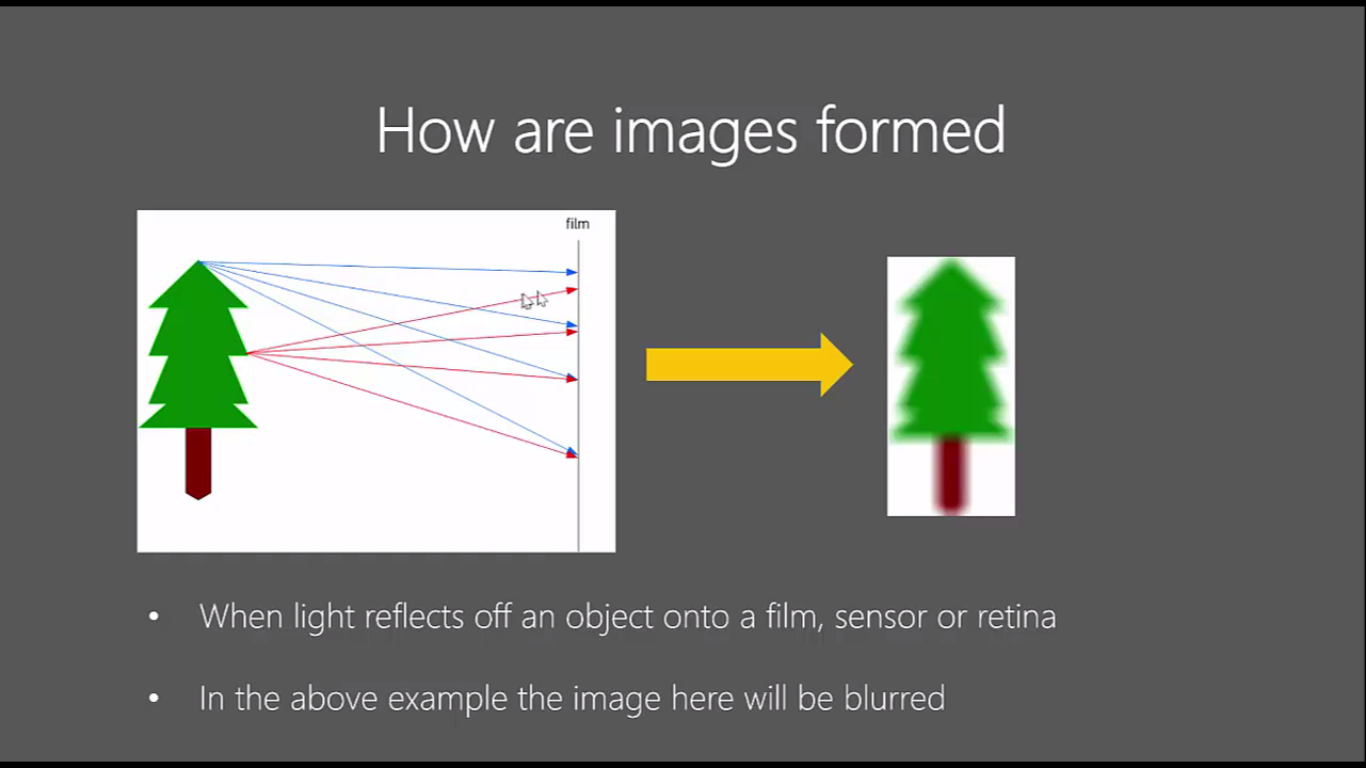 How are images formed
film
• When light reflects off an object onto a film, sensor or retina
• In the above example the image here will be blurred